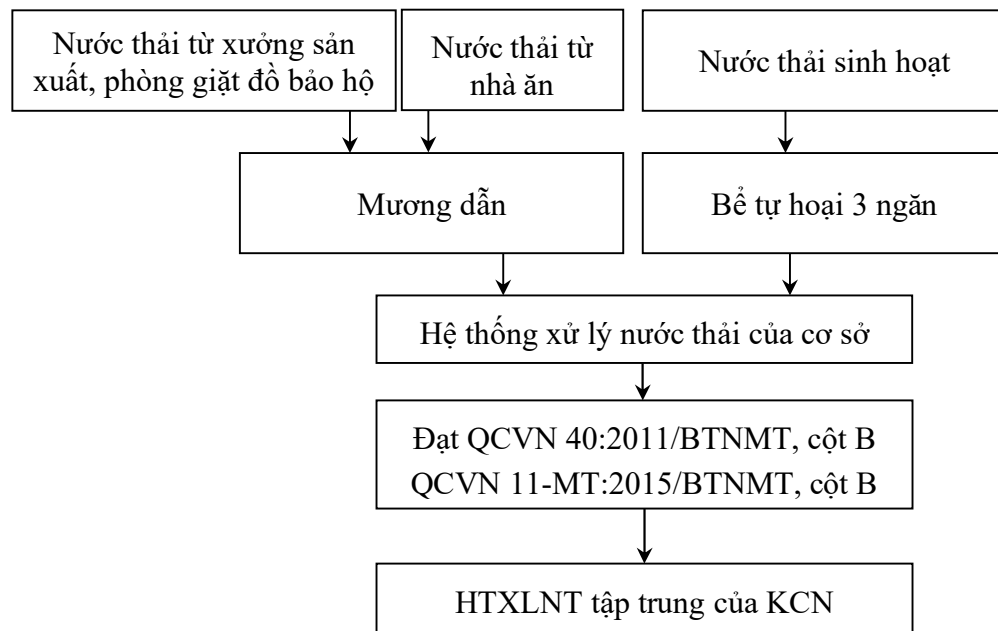 Nước thải từ xưởng sản
xuất, phòng giặt đồ bảo hộ
Nước thải từ
nhà ăn
Nước thải sinh hoạt
Mương dẫn
Bể tự hoại 3 ngăn
Hệ thống xử lý nước thải của cơ sở
Đạt QCVN 40:2011/BTNMT, cột B
QCVN 11-MT:2015/BTNMT, cột B
HTXLNT tập trung của KCN